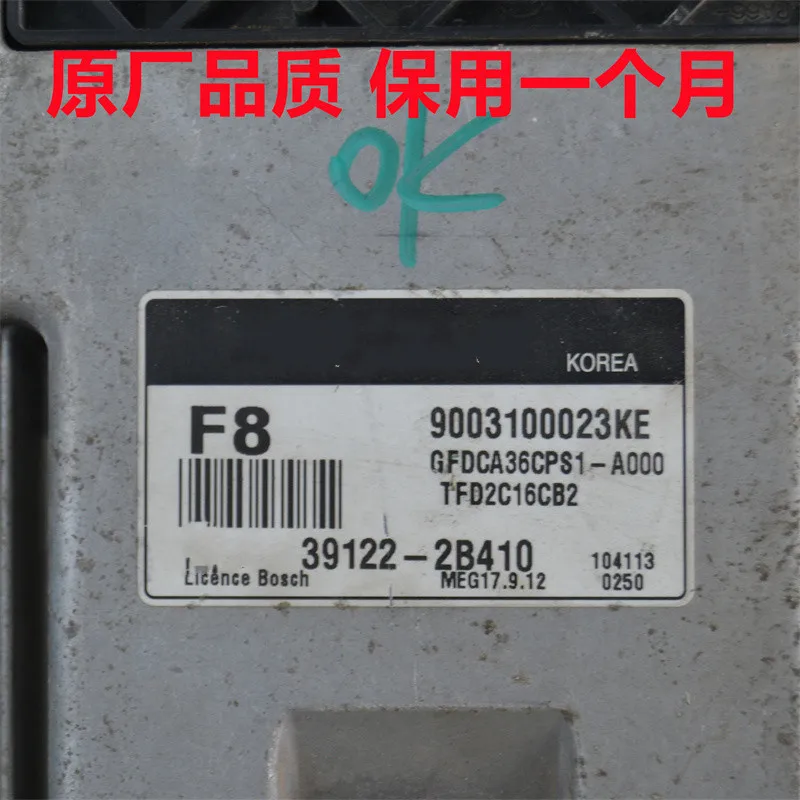 原厂品质 保用一个月
OK
KOREA
F8
9003100023KE
GFDCA36CPS1-A000
TFD2C16CB2
39122-2B410
104113
Licence Bosch
MEG17.9.12
0250